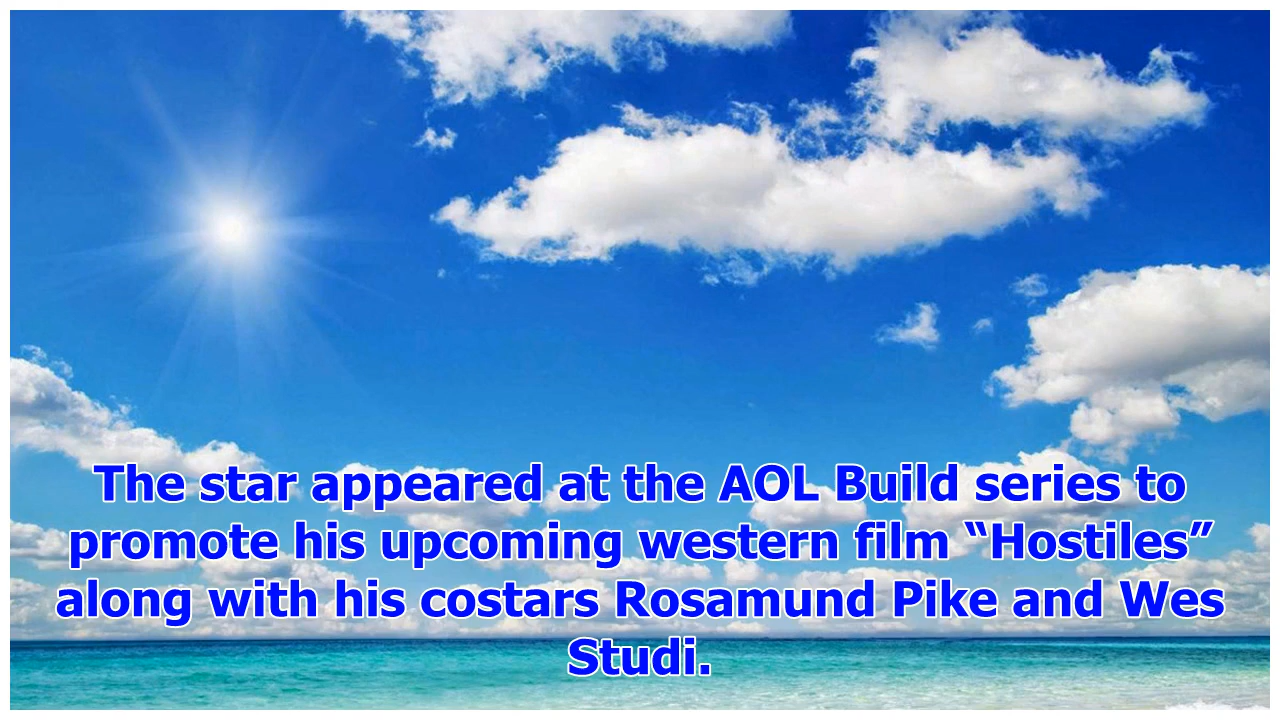 The star appeared at the AOL Build series to
promote his upcoming western film “Hostiles”
along with his costars Rosamund Pike and Wes
Studi.